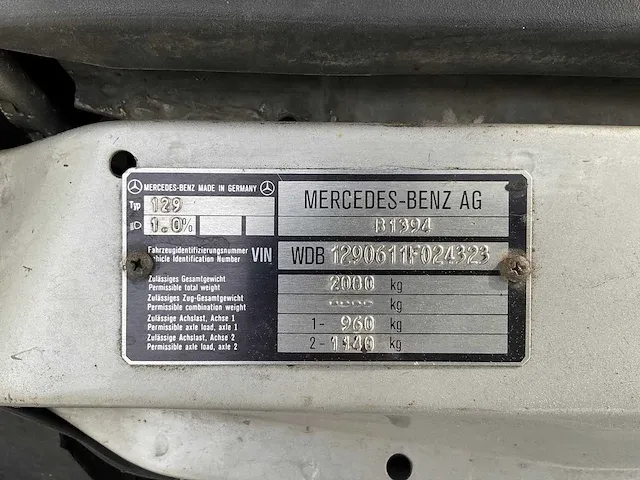 MERCEDES-BENZ MADE IN GERMANY
MERCEDES-BENZ AG
Typ 129
B1394
1.0%
Fahrzeugidentifizierungsnummer
Vehicle Identification Number
VIN WDB 1290611F024323
Zulässiges Gesamtgewicht
Permissible total weight
2080 kg
Zulässiges Zug-Gesamtgewicht
Permissible combination weight
---- kg
Zulässige Achslast, Achse 1
Permissible axle load, axle 1
1- 960 kg
Zulässige Achslast, Achse 2
Permissible axle load, axle 2
2- 1140 kg